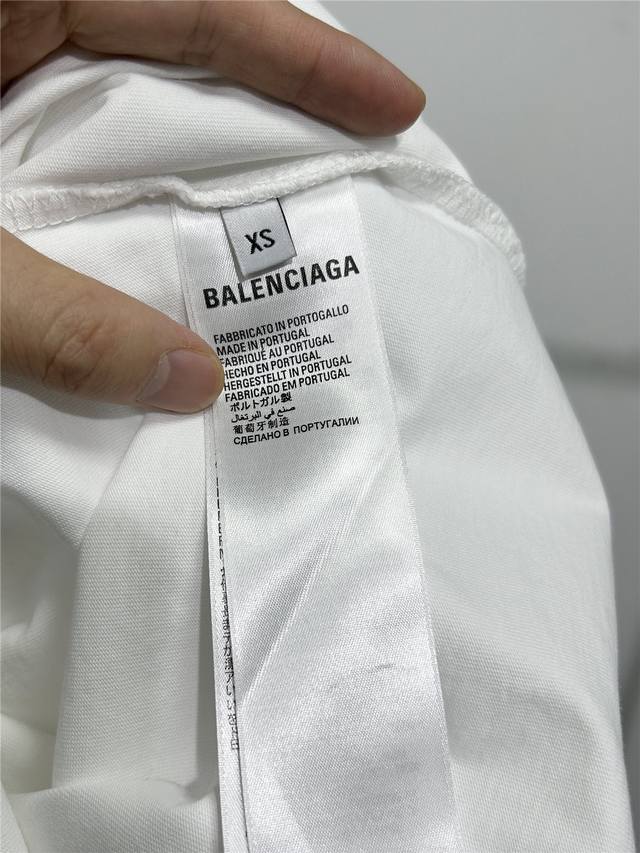 XS
BALENCIAGA
FABBRICATO IN PORTOGALLO
MADE IN PORTUGAL
FABRIQUÉ AU PORTUGAL
HECHO EN PORTUGAL
HERGESTELLT IN PORTUGAL
FABRICADO EM PORTUGAL
ポルトガル製
صنع في البرتغال
葡萄牙制造
СДЕЛАНО В ПОРТУГАЛИИ